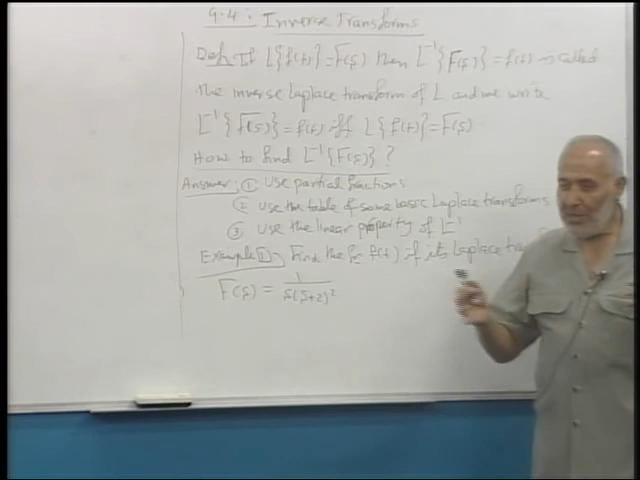 9.4: Inverse Transforms
Def: If L{f(t)} = F(s) then L⁻¹{F(s)} = f(t) is called
the inverse Laplace transform of L and we write
L⁻¹{F(s)} = f(t) iff L{f(t)} = F(s)
How to find L⁻¹{F(s)} ?
Answer: ① Use partial fractions
② Use the table of some basic Laplace transforms
③ Use the linear property of L⁻¹
Example ①: Find the fc f(t) if its Laplace
F(s) = 1/s(s+2)²